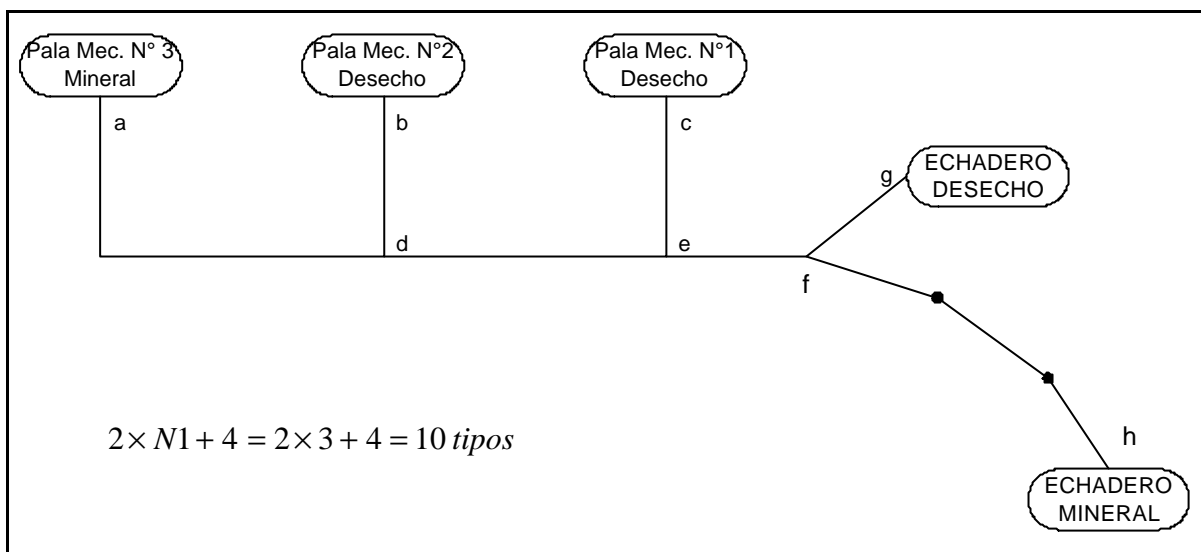 Pala Mec. N° 3
Mineral
Pala Mec. N°2
Desecho
Pala Mec. N°1
Desecho
a
b
c
g
ECHADERO
DESECHO
d
e
f
2 × N1 + 4 = 2 × 3 + 4 = 10 tipos
h
ECHADERO
MINERAL